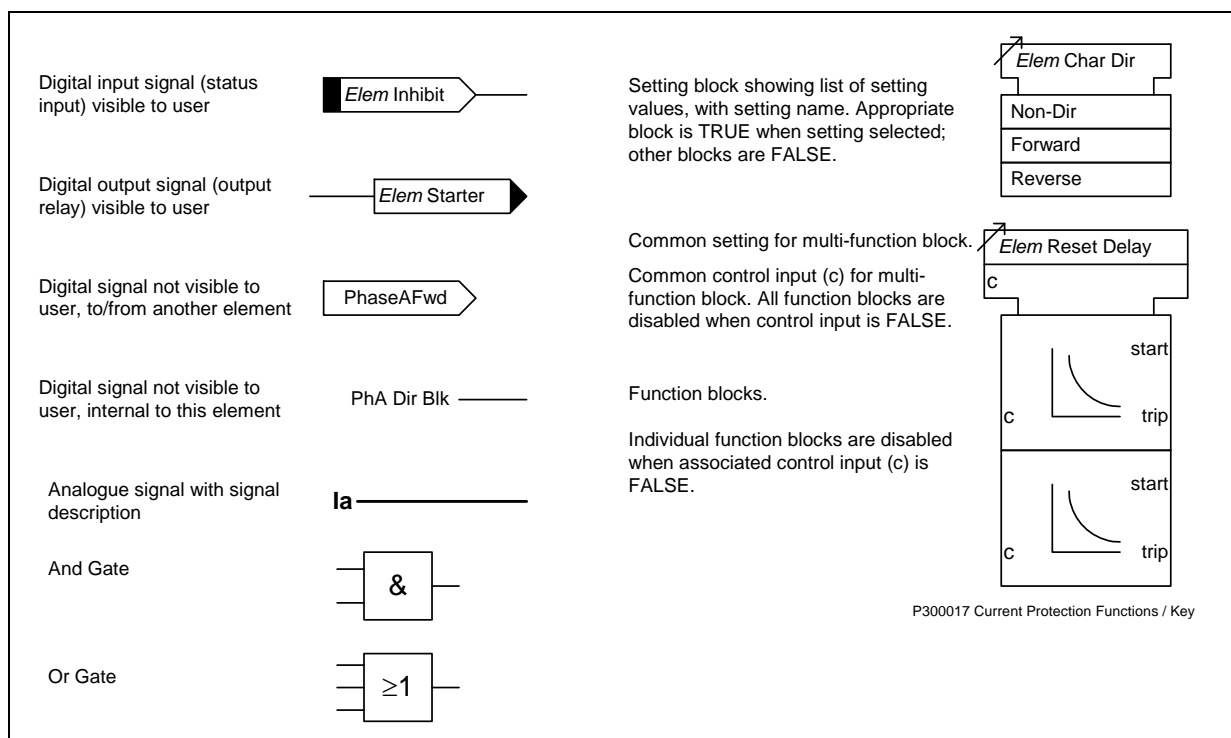 Digital input signal (status
input) visible to user
Elem Inhibit
Digital output signal (output
relay) visible to user
Elem Starter
Digital signal not visible to
user, to/from another element
PhaseAFwd
Digital signal not visible to
user, internal to this element
PhA Dir Blk
Analogue signal with signal
description
Ia
And Gate
&
Or Gate
≥1
Setting block showing list of setting
values, with setting name. Appropriate
block is TRUE when setting selected;
other blocks are FALSE.
Elem Char Dir
Non-Dir
Forward
Reverse
Common setting for multi-function block.
Elem Reset Delay
Common control input (c) for multi-
function block. All function blocks are
disabled when control input is FALSE.
c
Function blocks.
Individual function blocks are disabled
when associated control input (c) is
FALSE.
start
c
trip
start
c
trip
P300017 Current Protection Functions / Key